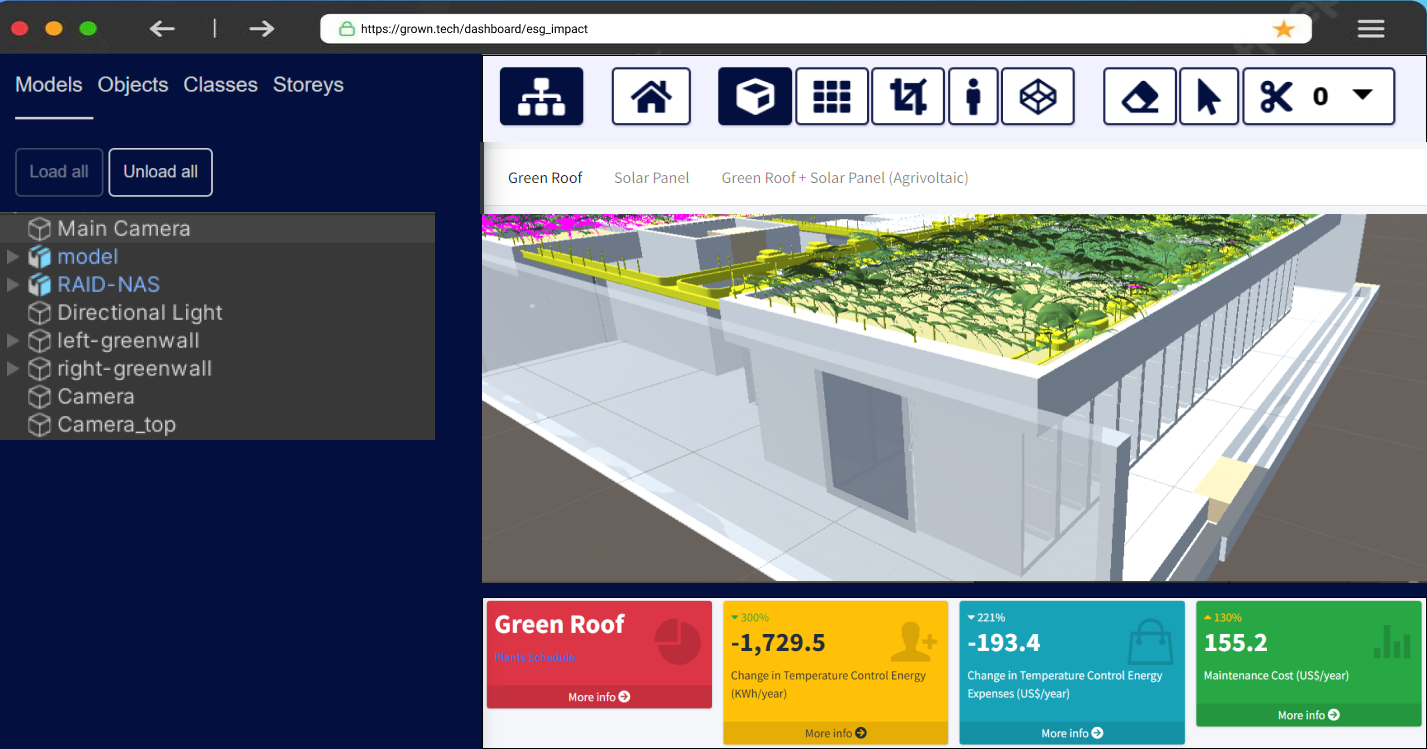 https://grown.tech/dashboard/esg_impact
Models Objects Classes Storeys
Load all Unload all
Main Camera
model
RAID-NAS
Directional Light
left-greenwall
right-greenwall
Camera
Camera_top
0
Green Roof Solar Panel Green Roof + Solar Panel (Agrivoltaic)
Green Roof
Plants Schedule
More info
300%
-1,729.5
Change in Temperature Control Energy
(KWh/year)
More info
221%
-193.4
Change in Temperature Control Energy
Expenses (US$/year)
More info
130%
155.2
Maintenance Cost (US$/year)
More info